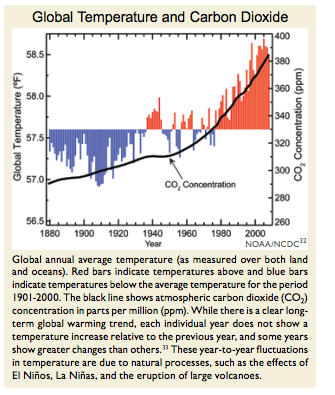 Global Temperature and Carbon Dioxide
Global Temperature (°F)
58.5
58.0
57.5
57.0
56.5
400
380
360
340
320
300
280
260
CO₂ Concentration (ppm)
CO₂ Concentration
1880 1900 1920 1940 1960 1980 2000
Year
NOAA/NCDC³²
Global annual average temperature (as measured over both land
and oceans). Red bars indicate temperatures above and blue bars
indicate temperatures below the average temperature for the period
1901-2000. The black line shows atmospheric carbon dioxide (CO₂)
concentration in parts per million (ppm). While there is a clear long-
term global warming trend, each individual year does not show a
temperature increase relative to the previous year, and some years
show greater changes than others.³³ These year-to-year fluctuations
in temperature are due to natural processes, such as the effects of
El Niños, La Niñas, and the eruption of large volcanoes.